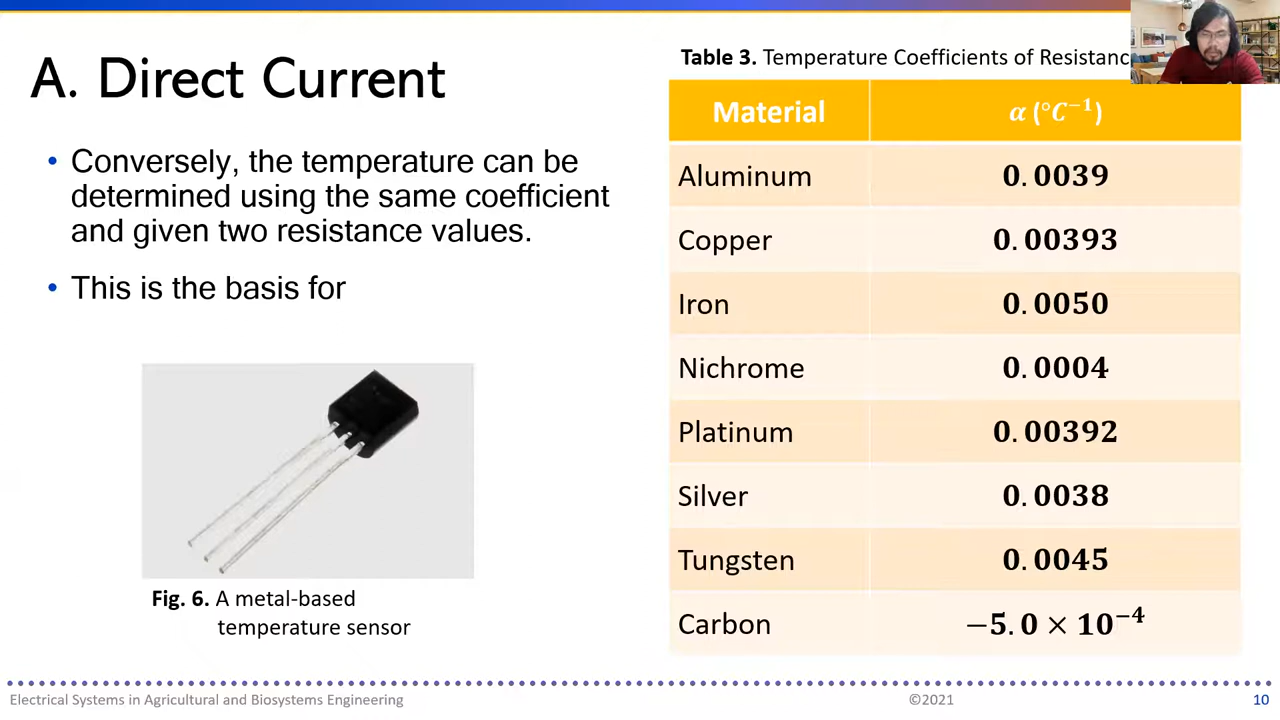 A. Direct Current
• Conversely, the temperature can be
determined using the same coefficient
and given two resistance values.
• This is the basis for
Fig. 6. A metal-based
temperature sensor
Table 3. Temperature Coefficients of Resistanc
Material α (°C⁻¹)
Aluminum 0.0039
Copper 0.00393
Iron 0.0050
Nichrome 0.0004
Platinum 0.00392
Silver 0.0038
Tungsten 0.0045
Carbon −5.0 × 10⁻⁴
Electrical Systems in Agricultural and Biosystems Engineering ©2021 10